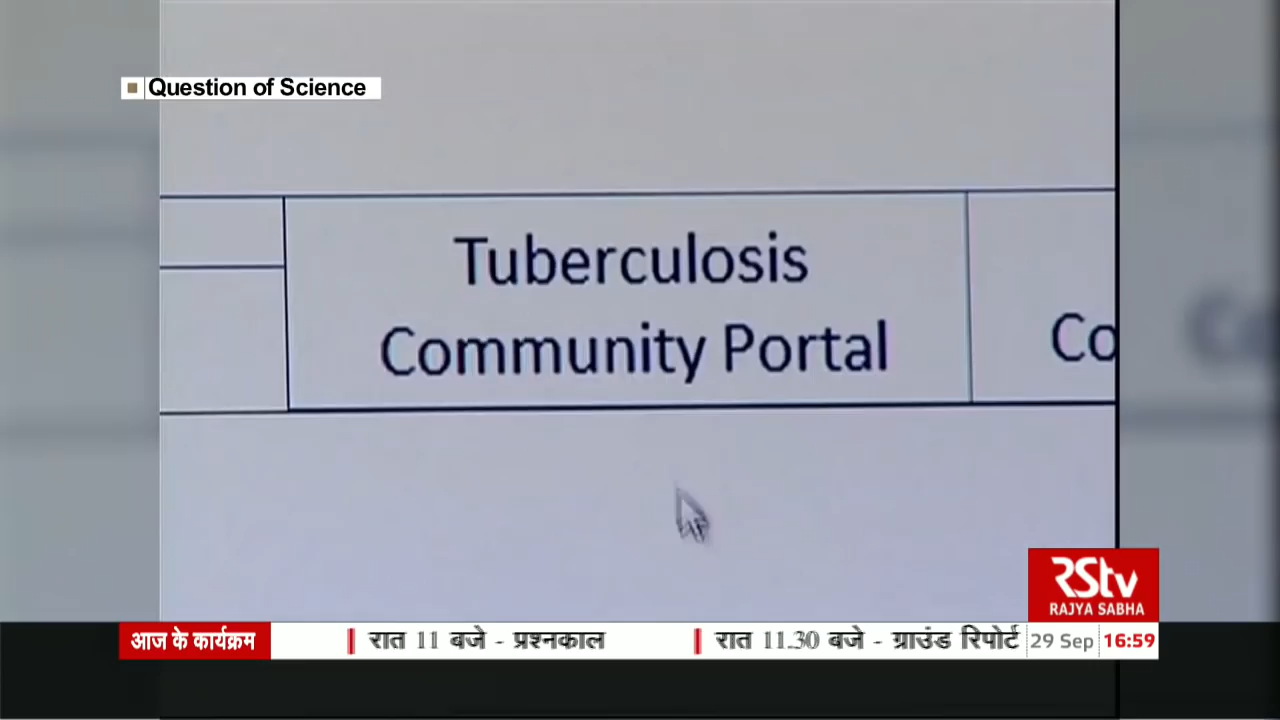 Question of Science
Tuberculosis
Community Portal
Co
RStv
RAJYA SABHA
आज के कार्यक्रम
रात 11 बजे - प्रश्नकाल
रात 11.30 बजे - ग्राउंड रिपोर्ट
29 Sep
16:59